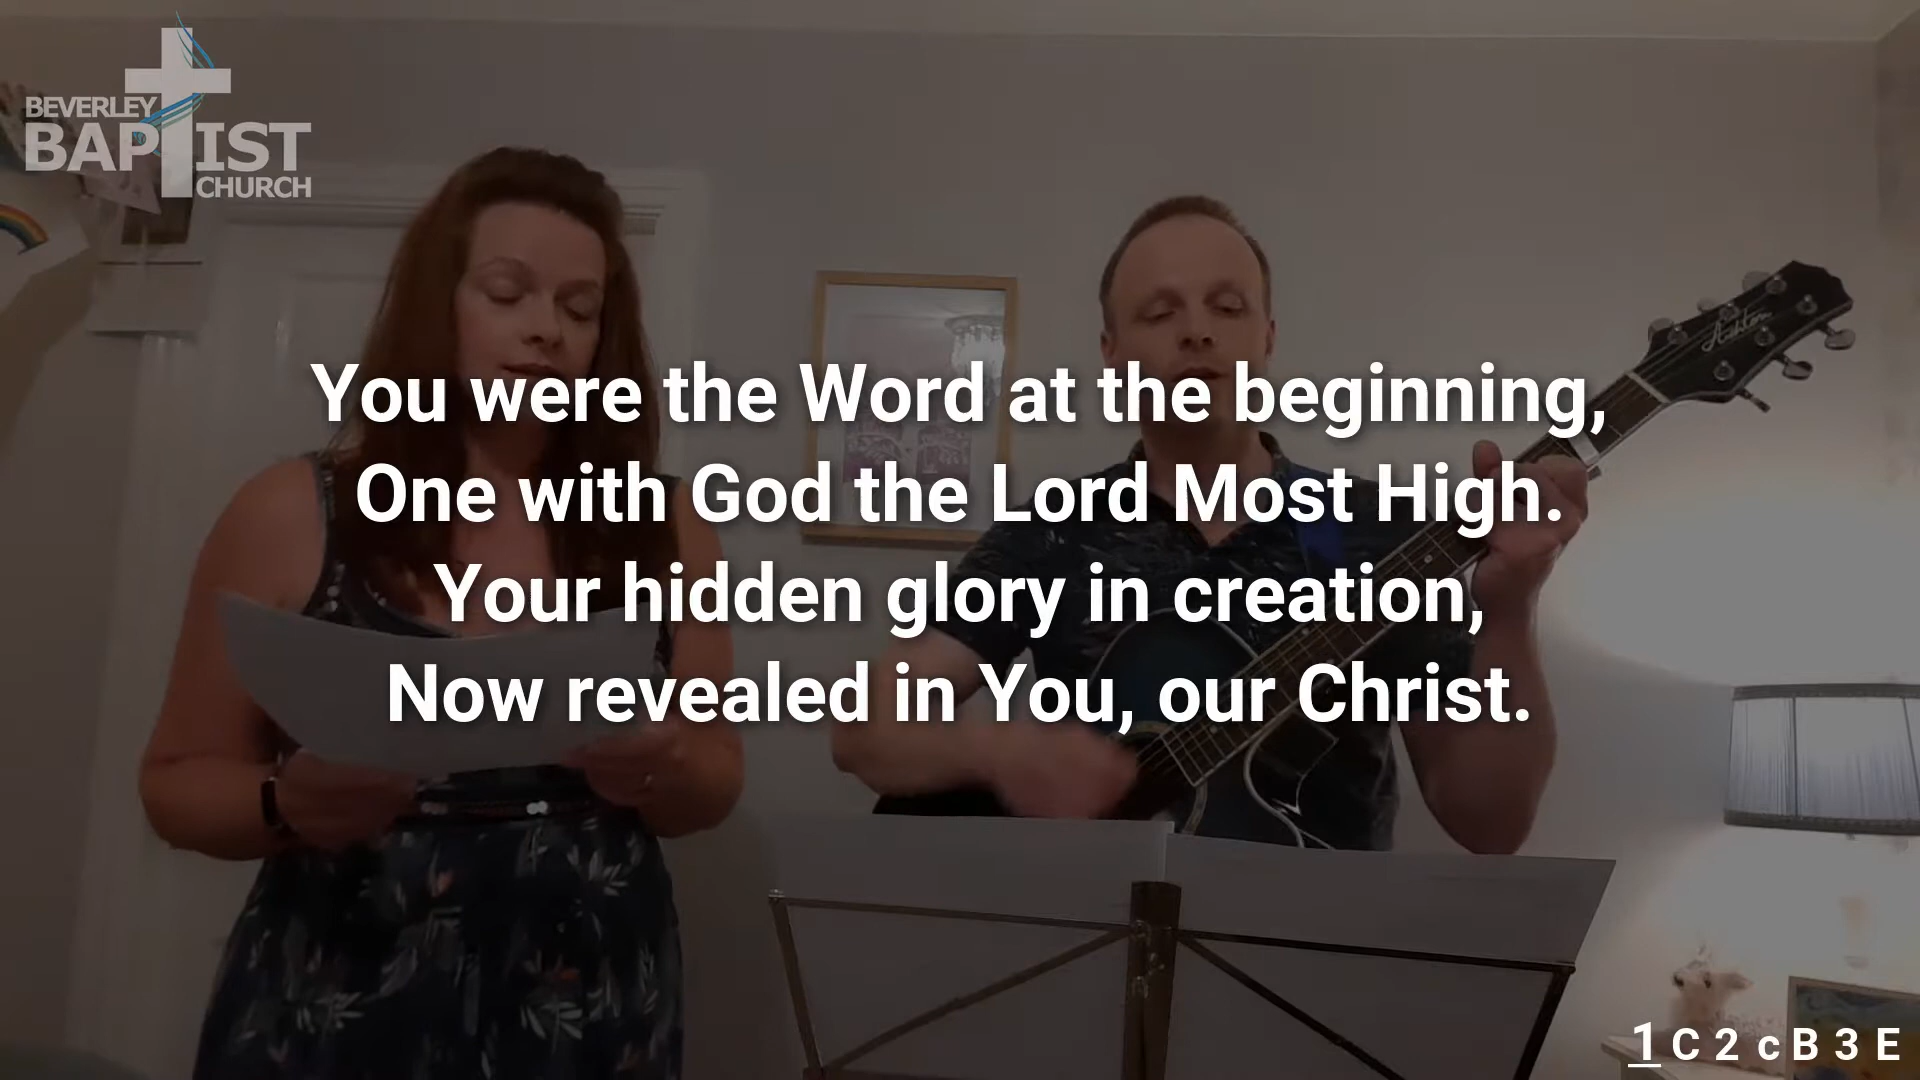 BEVERLEY
BAPTIST
CHURCH
Ashton
You were the Word at the beginning,
One with God the Lord Most High.
Your hidden glory in creation,
Now revealed in You, our Christ.
1 C 2 c B 3 E